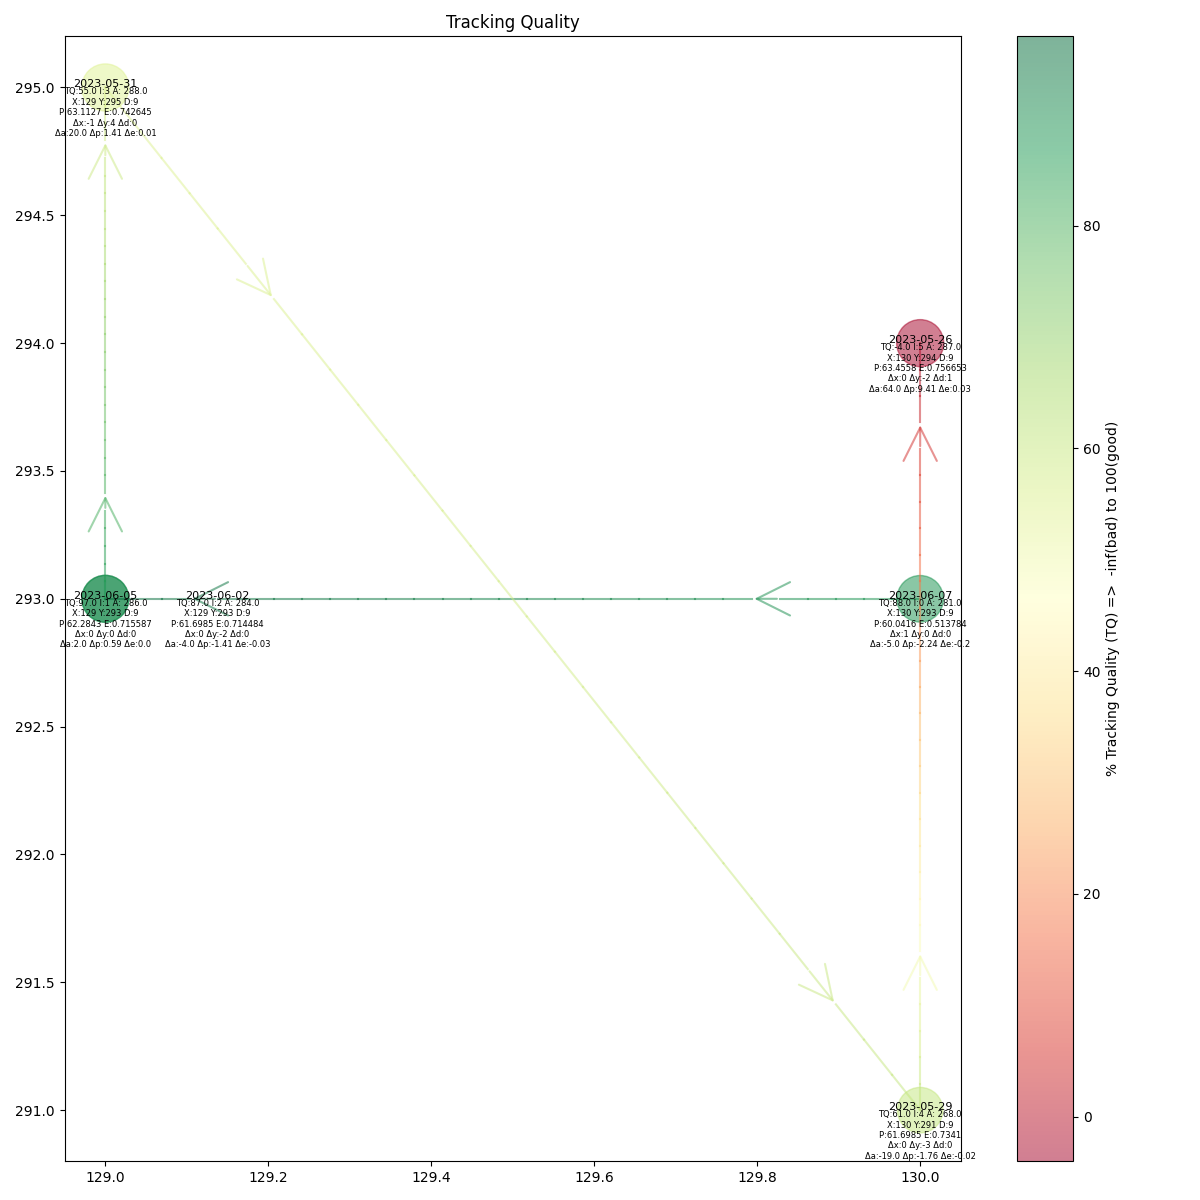 Tracking Quality
295.0
294.5
294.0
293.5
293.0
292.5
292.0
291.5
291.0
129.0
129.2
129.4
129.6
129.8
130.0
2023-05-31
TQ:55.0 I:3 A: 288.0
X:129 Y:295 D:9
P:63.1127 E:0.742645
Δx:-1 Δy:4 Δd:0
Δa:20.0 Δp:1.41 Δe:0.01
2023-05-26
TQ:-4.0 I:5 A: 287.0
X:130 Y:294 D:9
P:63.4558 E:0.756653
Δx:0 Δy:-2 Δd:1
Δa:64.0 Δp:9.41 Δe:0.03
2023-06-05
TQ:97.0 I:1 A: 286.0
X:129 Y:293 D:9
P:62.2843 E:0.715587
Δx:0 Δy:0 Δd:0
Δa:2.0 Δp:0.59 Δe:0.0
2023-06-02
TQ:87.0 I:2 A: 284.0
X:129 Y:293 D:9
P:61.6985 E:0.714484
Δx:0 Δy:-2 Δd:0
Δa:-4.0 Δp:-1.41 Δe:-0.03
2023-06-07
TQ:88.0 I:0 A: 281.0
X:130 Y:293 D:9
P:60.0416 E:0.513784
Δx:1 Δy:0 Δd:0
Δa:-5.0 Δp:-2.24 Δe:-0.2
2023-05-29
TQ:61.0 I:4 A: 268.0
X:130 Y:291 D:9
P:61.6985 E:0.7341
Δx:0 Δy:-3 Δd:0
Δa:-19.0 Δp:-1.76 Δe:-0.02
80
60
40
20
0
% Tracking Quality (TQ) => -inf(bad) to 100(good)